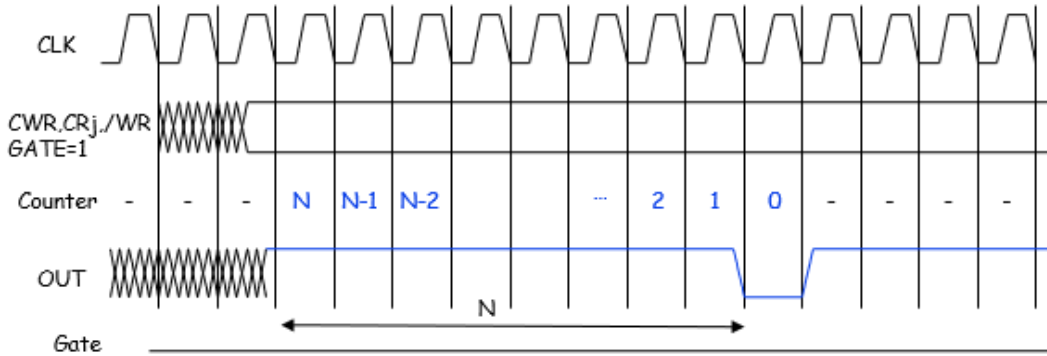 CLK
CWR,CRj,/WR
GATE=1
Counter - - - N N-1 N-2 ... 2 1 0 - - - -
OUT
N
Gate